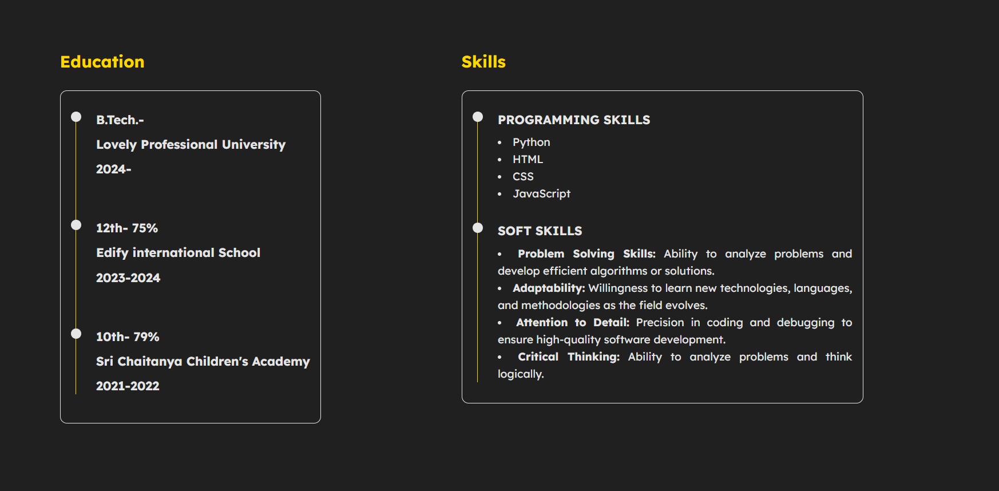 Education
B.Tech.-
Lovely Professional University
2024-
12th- 75%
Edify international School
2023-2024
10th- 79%
Sri Chaitanya Children's Academy
2021-2022
Skills
PROGRAMMING SKILLS
• Python
• HTML
• CSS
• JavaScript
SOFT SKILLS
• Problem Solving Skills: Ability to analyze problems and
develop efficient algorithms or solutions.
• Adaptability: Willingness to learn new technologies, languages,
and methodologies as the field evolves.
• Attention to Detail: Precision in coding and debugging to
ensure high-quality software development.
• Critical Thinking: Ability to analyze problems and think
logically.